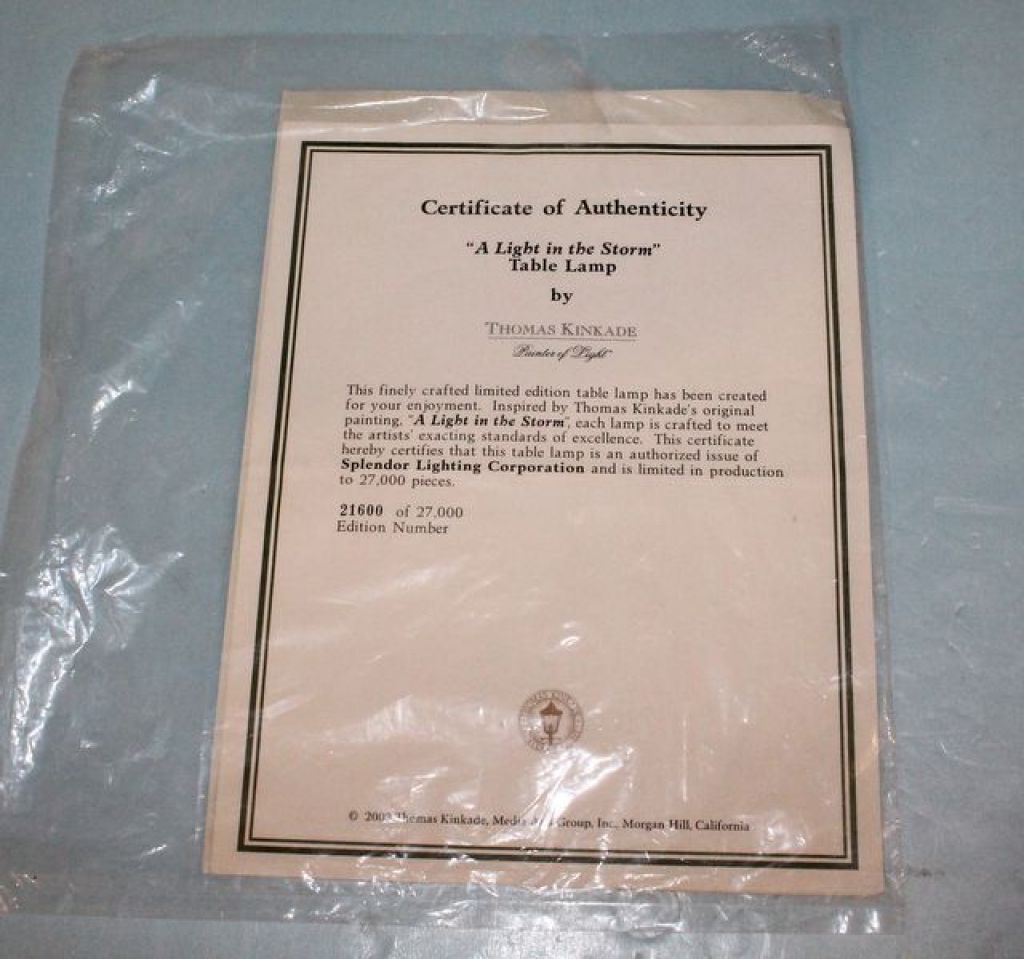 Certificate of Authenticity
"A Light in the Storm"
Table Lamp
by
THOMAS KINKADE
Painter of Light™
This finely crafted limited edition table lamp has been created
for your enjoyment. Inspired by Thomas Kinkade's original
painting, "A Light in the Storm", each lamp is crafted to meet
the artists' exacting standards of excellence. This certificate
hereby certifies that this table lamp is an authorized issue of
Splendor Lighting Corporation and is limited in production
to 27,000 pieces.
21600 of 27,000
Edition Number
THOMAS KINKADE
© Thomas Kinkade, Media Group, Inc., Morgan Hill, California